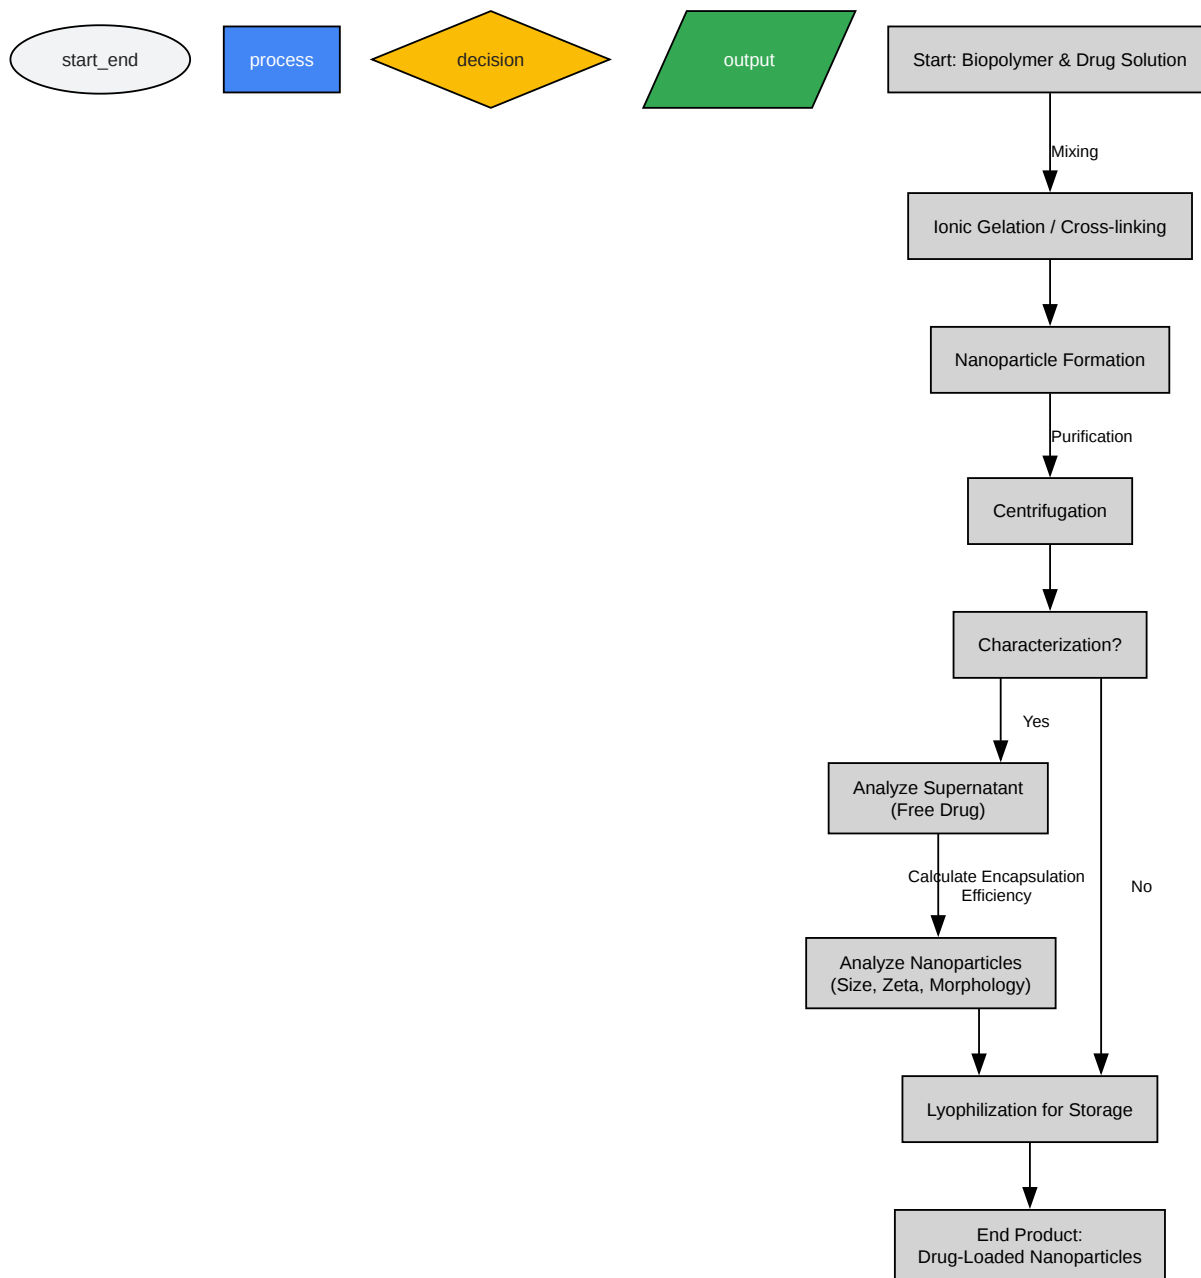 start_end
process
decision
output
Start: Biopolymer & Drug Solution
Mixing
Ionic Gelation / Cross-linking
Nanoparticle Formation
Purification
Centrifugation
Characterization?
Yes
Analyze Supernatant
(Free Drug)
Calculate Encapsulation
Efficiency
No
Analyze Nanoparticles
(Size, Zeta, Morphology)
Lyophilization for Storage
End Product:
Drug-Loaded Nanoparticles